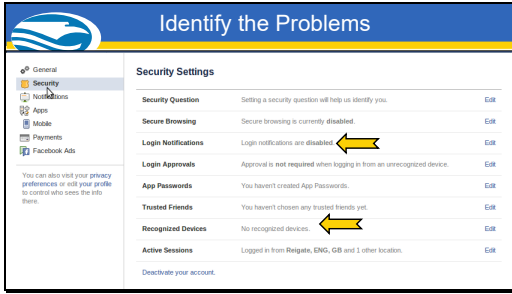 Identify the Problems
General
Security
Notifications
Apps
Mobile
Payments
Facebook Ads
You can also visit your privacy
preferences or edit your profile
to control who sees the info
there.
Security Settings
Security Question Setting a security question will help us identify you. Edit
Secure Browsing Secure browsing is currently disabled. Edit
Login Notifications Login notifications are disabled. Edit
Login Approvals Approval is not required when logging in from an unrecognized device. Edit
App Passwords You haven't created App Passwords. Edit
Trusted Friends You haven't chosen any trusted friends yet. Edit
Recognized Devices No recognized devices. Edit
Active Sessions Logged in from Reigate, ENG, GB and 1 other location. Edit
Deactivate your account.